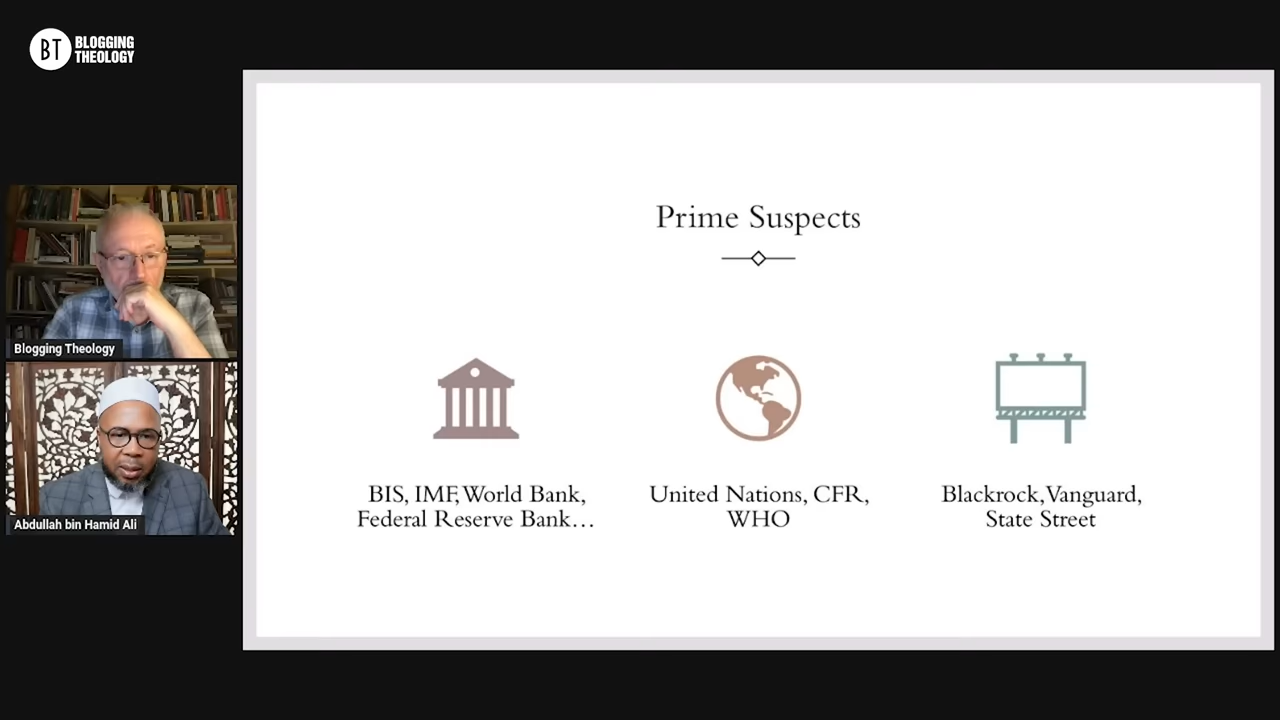 BT BLOGGING
THEOLOGY
Prime Suspects
BIS, IMF, World Bank,
Federal Reserve Bank...
United Nations, CFR,
WHO
Blackrock, Vanguard,
State Street
Blogging Theology
Abdullah bin Hamid Ali